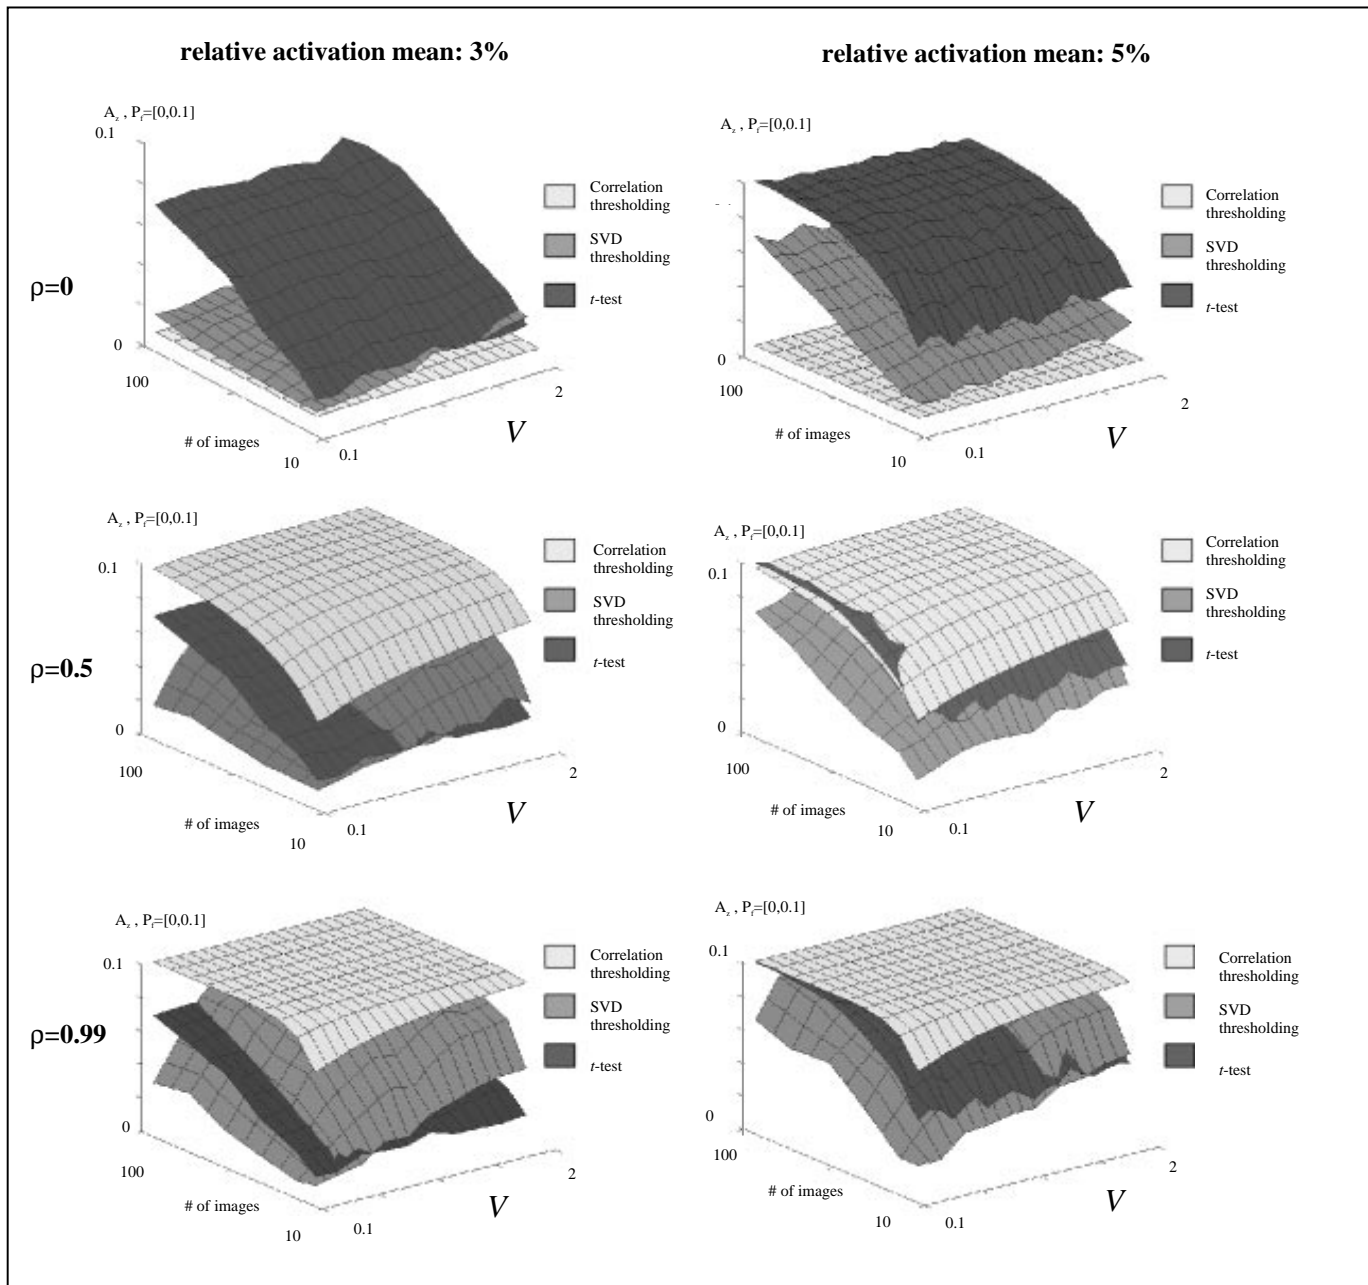 relative activation mean: 3%
relative activation mean: 5%
ρ=0
A_z , P_f=[0,0.1]
0.1
0
100
# of images
10
0.1
V
2
Correlation
thresholding
SVD
thresholding
t-test
A_z , P_f=[0,0.1]
0
100
# of images
10
0.1
V
2
Correlation
thresholding
SVD
thresholding
t-test
ρ=0.5
A_z , P_f=[0,0.1]
0.1
0
100
# of images
10
0.1
V
2
Correlation
thresholding
SVD
thresholding
t-test
A_z , P_f=[0,0.1]
0.1
0
100
# of images
10
0.1
V
2
Correlation
thresholding
SVD
thresholding
t-test
ρ=0.99
A_z , P_f=[0,0.1]
0.1
0
100
# of images
10
0.1
V
2
Correlation
thresholding
SVD
thresholding
t-test
A_z , P_f=[0,0.1]
0.1
0
100
# of images
10
0.1
V
2
Correlation
thresholding
SVD
thresholding
t-test